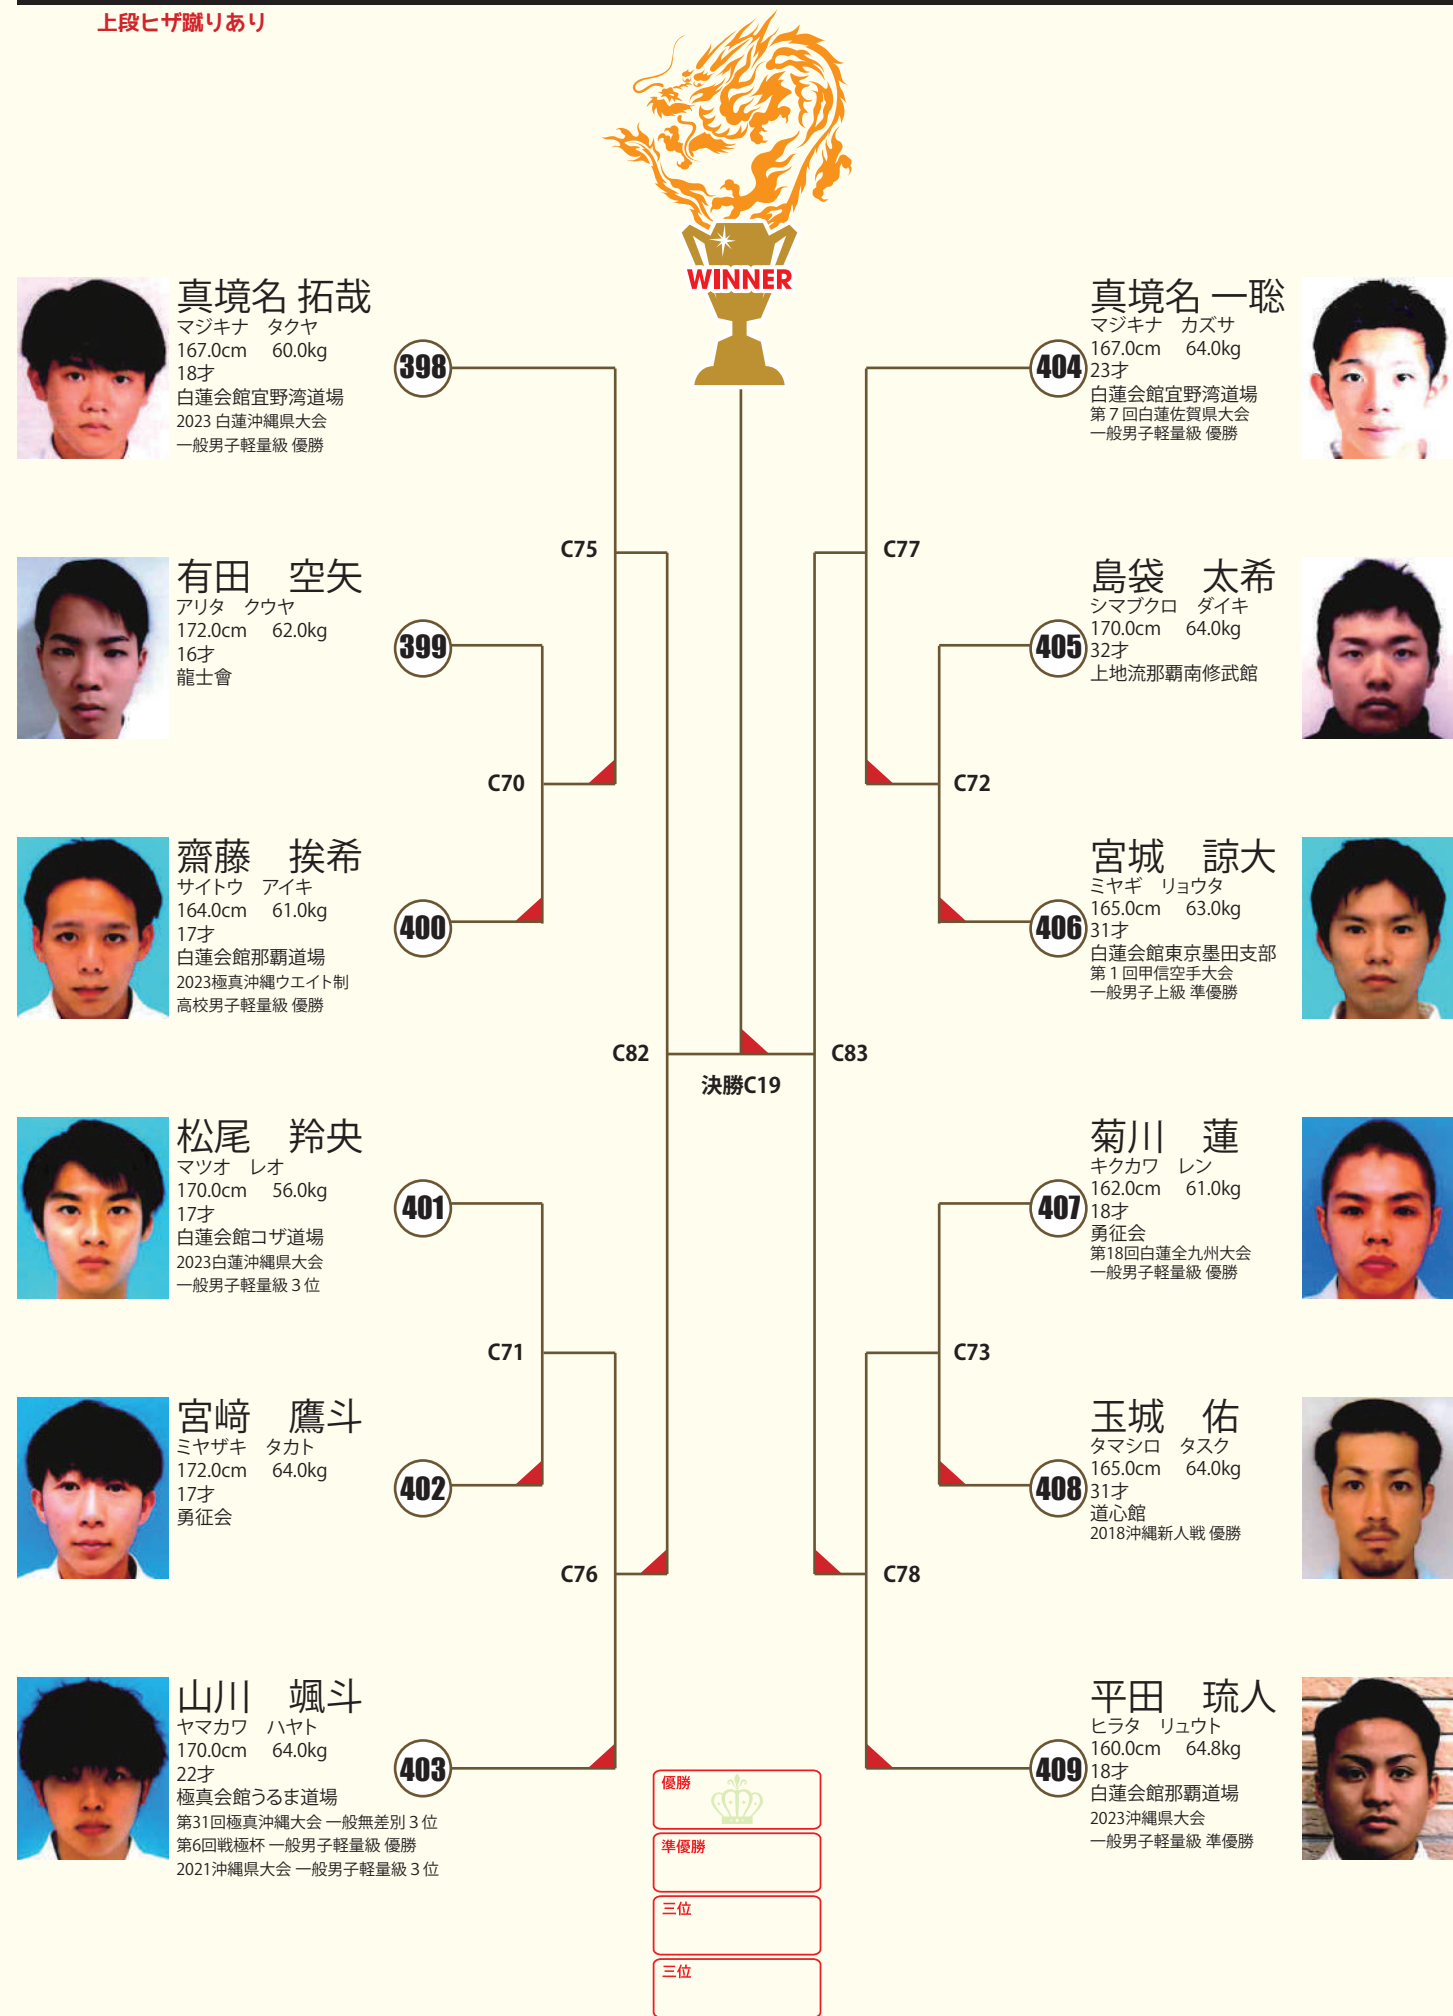 上段ヒザ蹴りあり
WINNER
真境名 拓哉
マジキナ　タクヤ
167.0cm　60.0kg
18才
白蓮会館宜野湾道場
2023 白蓮沖縄県大会
一般男子軽量級 優勝
398
有田　空矢
アリタ　クウヤ
172.0cm　62.0kg
16才
龍士會
399
齋藤　挨希
サイトウ　アイキ
164.0cm　61.0kg
17才
白蓮会館那覇道場
2023極真沖縄ウエイト制
高校男子軽量級 優勝
400
松尾　羚央
マツオ　レオ
170.0cm　56.0kg
17才
白蓮会館コザ道場
2023白蓮沖縄県大会
一般男子軽量級３位
401
宮﨑　鷹斗
ミヤザキ　タカト
172.0cm　64.0kg
17才
勇征会
402
山川　颯斗
ヤマカワ　ハヤト
170.0cm　64.0kg
22才
極真会館うるま道場
第31回極真沖縄大会 一般無差別３位
第6回戦極杯 一般男子軽量級 優勝
2021沖縄県大会 一般男子軽量級３位
403
C75
C70
C82
C71
C76
決勝C19
C77
C72
C83
C73
C78
真境名 一聡
マジキナ　カズサ
167.0cm　64.0kg
23才
白蓮会館宜野湾道場
第７回白蓮佐賀県大会
一般男子軽量級 優勝
404
島袋　太希
シマブクロ　ダイキ
170.0cm　64.0kg
32才
上地流那覇南修武館
405
宮城　諒大
ミヤギ　リョウタ
165.0cm　63.0kg
31才
白蓮会館東京墨田支部
第１回甲信空手大会
一般男子上級 準優勝
406
菊川　蓮
キクカワ　レン
162.0cm　61.0kg
18才
勇征会
第18回白蓮全九州大会
一般男子軽量級 優勝
407
玉城　佑
タマシロ　タスク
165.0cm　64.0kg
31才
道心館
2018沖縄新人戦 優勝
408
平田　琉人
ヒラタ　リュウト
160.0cm　64.8kg
18才
白蓮会館那覇道場
2023沖縄県大会
一般男子軽量級 準優勝
409
優勝
準優勝
三位
三位